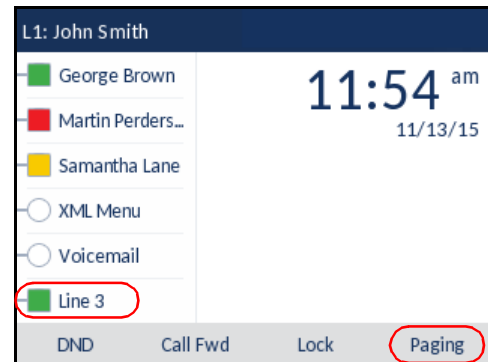 L1: John Smith
George Brown
Martin Perders...
Samantha Lane
XML Menu
Voicemail
Line 3
11:54 am
11/13/15
DND Call Fwd Lock Paging